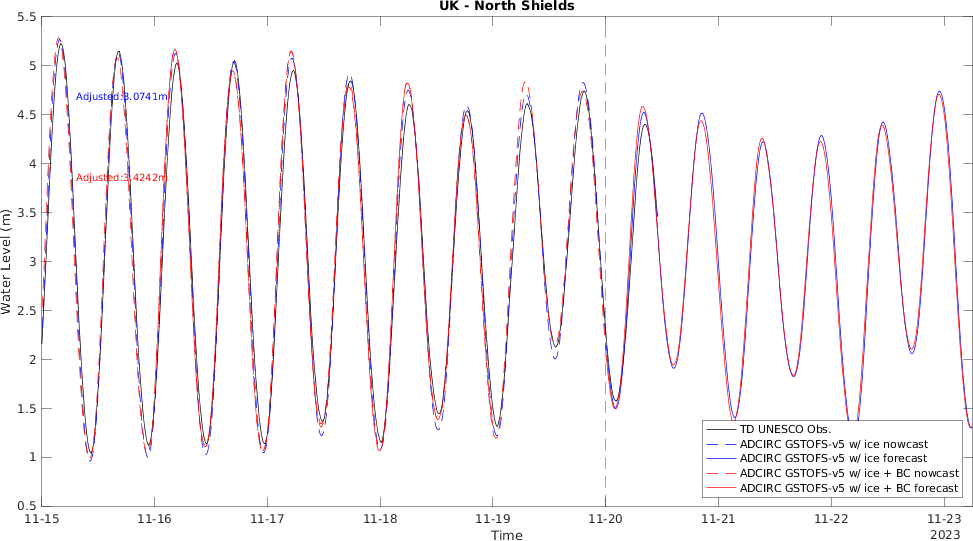 UK - North Shields
5.5
5
4.5
4
3.5
3
2.5
2
1.5
1
0.5
Water Level (m)
Adjusted:3.0741m
Adjusted:3.4242m
TD UNESCO Obs.
ADCIRC GSTOFS-v5 w/ ice nowcast
ADCIRC GSTOFS-v5 w/ ice forecast
ADCIRC GSTOFS-v5 w/ ice + BC nowcast
ADCIRC GSTOFS-v5 w/ ice + BC forecast
11-15 11-16 11-17 11-18 11-19 11-20 11-21 11-22 11-23
Time
2023